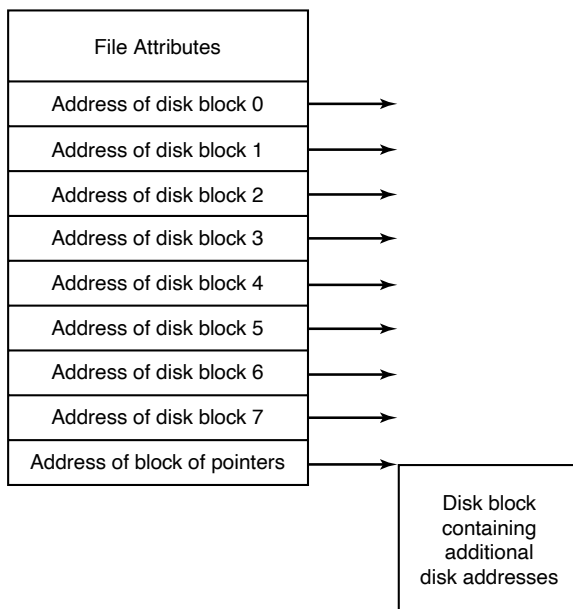 File Attributes
Address of disk block 0
Address of disk block 1
Address of disk block 2
Address of disk block 3
Address of disk block 4
Address of disk block 5
Address of disk block 6
Address of disk block 7
Address of block of pointers
Disk block
containing
additional
disk addresses